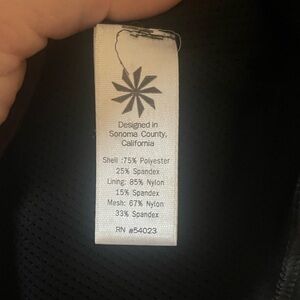 Designed in
Sonoma County,
California
Shell :75% Polyester
25% Spandex
Lining: 85% Nylon
15% Spandex
Mesh: 67% Nylon
33% Spandex
RN #54023